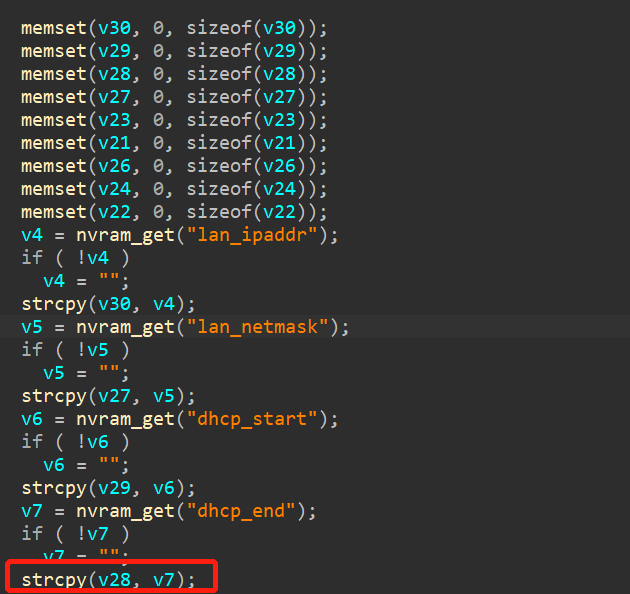 memset(v30, 0, sizeof(v30));
memset(v29, 0, sizeof(v29));
memset(v28, 0, sizeof(v28));
memset(v27, 0, sizeof(v27));
memset(v23, 0, sizeof(v23));
memset(v21, 0, sizeof(v21));
memset(v26, 0, sizeof(v26));
memset(v24, 0, sizeof(v24));
memset(v22, 0, sizeof(v22));
v4 = nvram_get("lan_ipaddr");
if ( !v4 )
v4 = "";
strcpy(v30, v4);
v5 = nvram_get("lan_netmask");
if ( !v5 )
v5 = "";
strcpy(v27, v5);
v6 = nvram_get("dhcp_start");
if ( !v6 )
v6 = "";
strcpy(v29, v6);
v7 = nvram_get("dhcp_end");
if ( !v7 )
v7 = "";
strcpy(v28, v7);